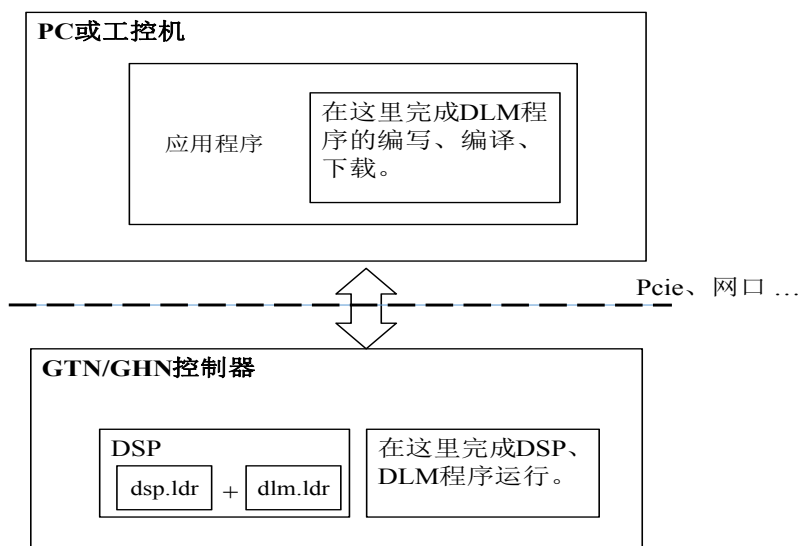 PC或工控机
应用程序
在这里完成DLM程
序的编写、编译、
下载。
Pcie、网口 ...
GTN/GHN控制器
DSP
dsp.ldr + dlm.ldr
在这里完成DSP、
DLM程序运行。